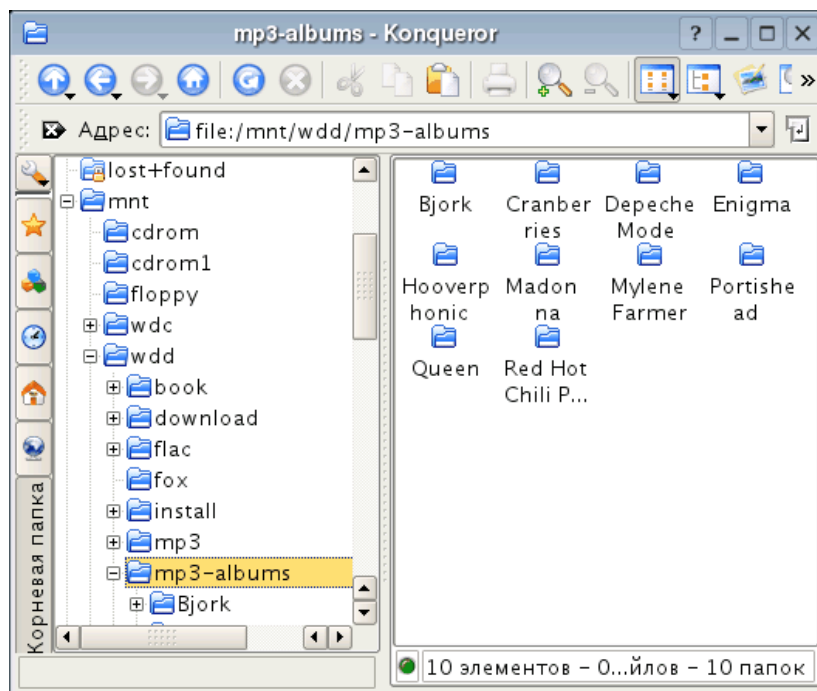 mp3-albums - Konqueror
?
»
Адрес: file:/mnt/wdd/mp3-albums
lost+found
mnt
cdrom
cdrom1
floppy
wdc
wdd
book
download
flac
fox
install
mp3
mp3-albums
Bjork
Корневая папка
Bjork
Cranber
ries
Depeche
Mode
Enigma
Hooverp
honic
Madon
na
Mylene
Farmer
Portishe
ad
Queen
Red Hot
Chili P...
10 элементов - 0...йлов - 10 папок